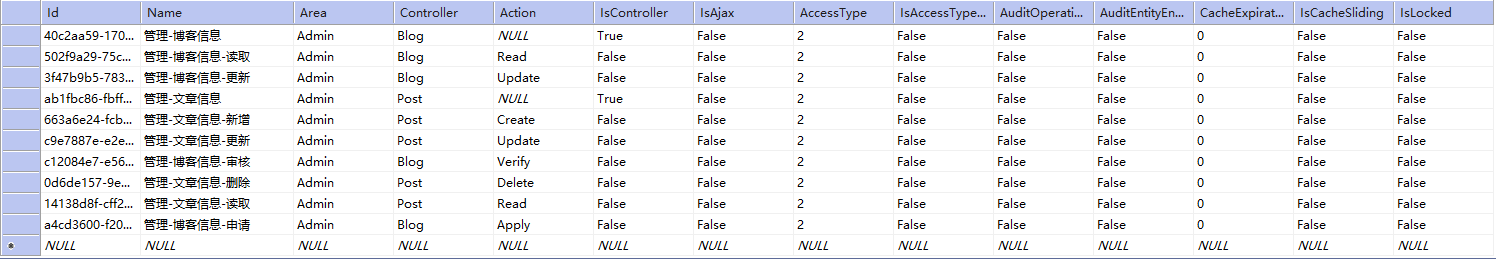 Id Name Area Controller Action IsController IsAjax AccessType IsAccessType... AuditOperati... AuditEntityEn... CacheExpirat... IsCacheSliding IsLocked
40c2aa59-170... 管理-博客信息 Admin Blog NULL True False 2 False False False 0 False False
502f9a29-75c... 管理-博客信息-读取 Admin Blog Read False False 2 False False False 0 False False
3f47b9b5-783... 管理-博客信息-更新 Admin Blog Update False False 2 False False False 0 False False
ab1fbc86-fbff... 管理-文章信息 Admin Post NULL True False 2 False False False 0 False False
663a6e24-fcb... 管理-文章信息-新增 Admin Post Create False False 2 False False False 0 False False
c9e7887e-e2e... 管理-文章信息-更新 Admin Post Update False False 2 False False False 0 False False
c12084e7-e56... 管理-博客信息-审核 Admin Blog Verify False False 2 False False False 0 False False
0d6de157-9e... 管理-文章信息-删除 Admin Post Delete False False 2 False False False 0 False False
14138d8f-cff2... 管理-文章信息-读取 Admin Post Read False False 2 False False False 0 False False
a4cd3600-f20... 管理-博客信息-申请 Admin Blog Apply False False 2 False False False 0 False False
NULL NULL NULL NULL NULL NULL NULL NULL NULL NULL NULL NULL NULL NULL